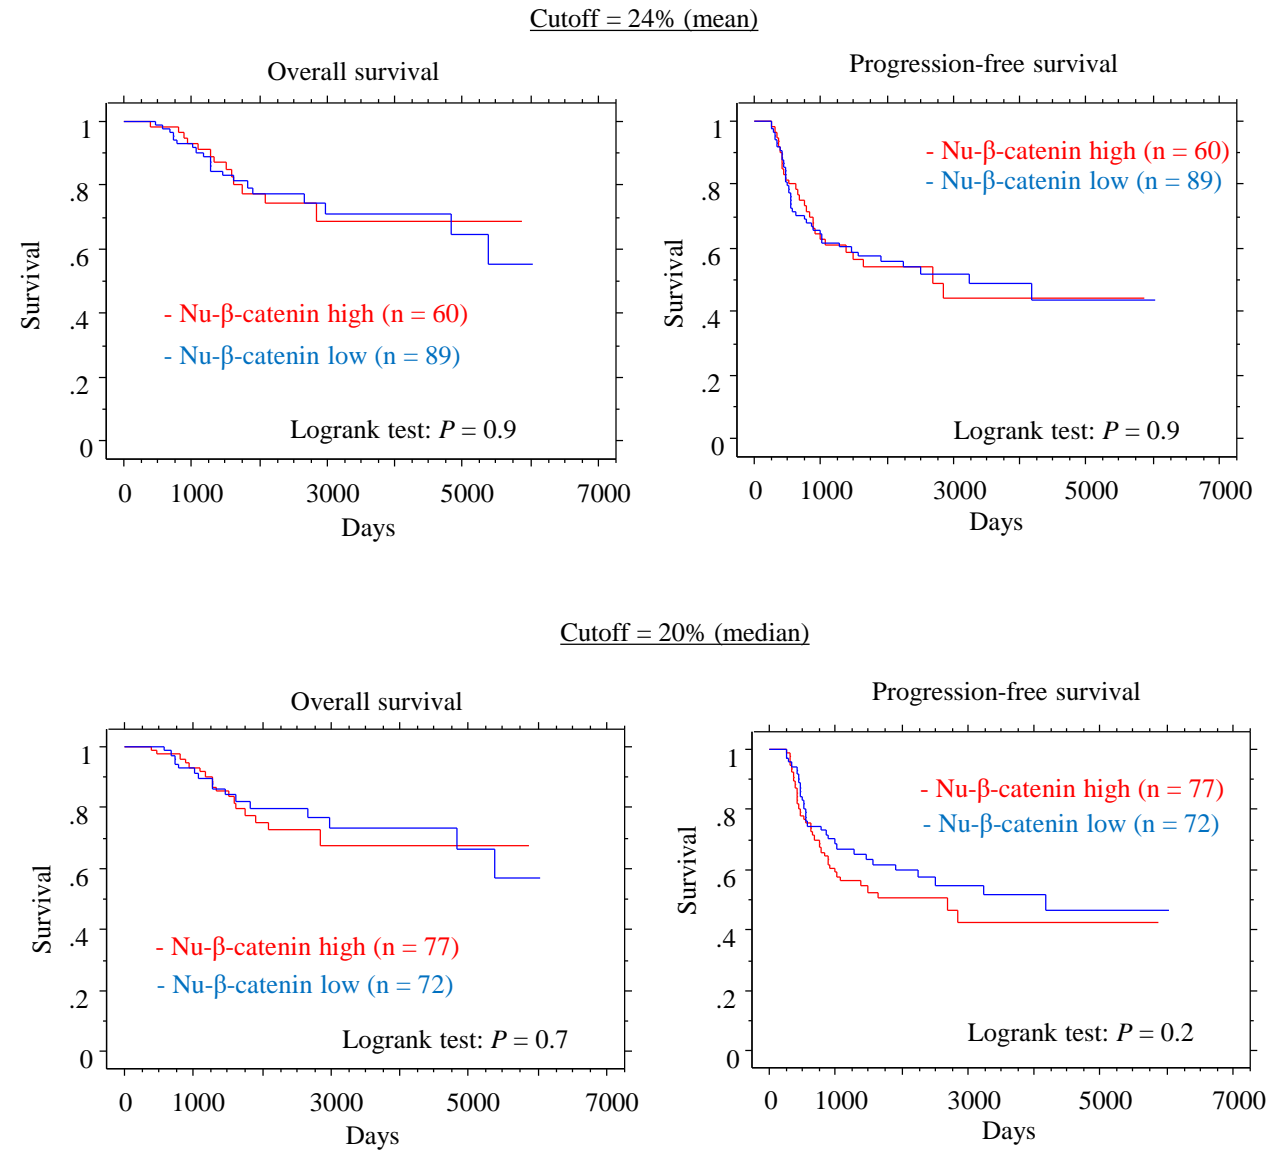 Cutoff = 24% (mean)
Overall survival
Survival
1
.8
.6
.4
.2
0
- Nu-β-catenin high (n = 60)
- Nu-β-catenin low (n = 89)
Logrank test: P = 0.9
0 1000 3000 5000 7000
Days
Progression-free survival
Survival
1
.8
.6
.4
.2
0
- Nu-β-catenin high (n = 60)
- Nu-β-catenin low (n = 89)
Logrank test: P = 0.9
0 1000 3000 5000 7000
Days
Cutoff = 20% (median)
Overall survival
Survival
1
.8
.6
.4
.2
0
- Nu-β-catenin high (n = 77)
- Nu-β-catenin low (n = 72)
Logrank test: P = 0.7
0 1000 3000 5000 7000
Days
Progression-free survival
Survival
1
.8
.6
.4
.2
0
- Nu-β-catenin high (n = 77)
- Nu-β-catenin low (n = 72)
Logrank test: P = 0.2
0 1000 3000 5000 7000
Days